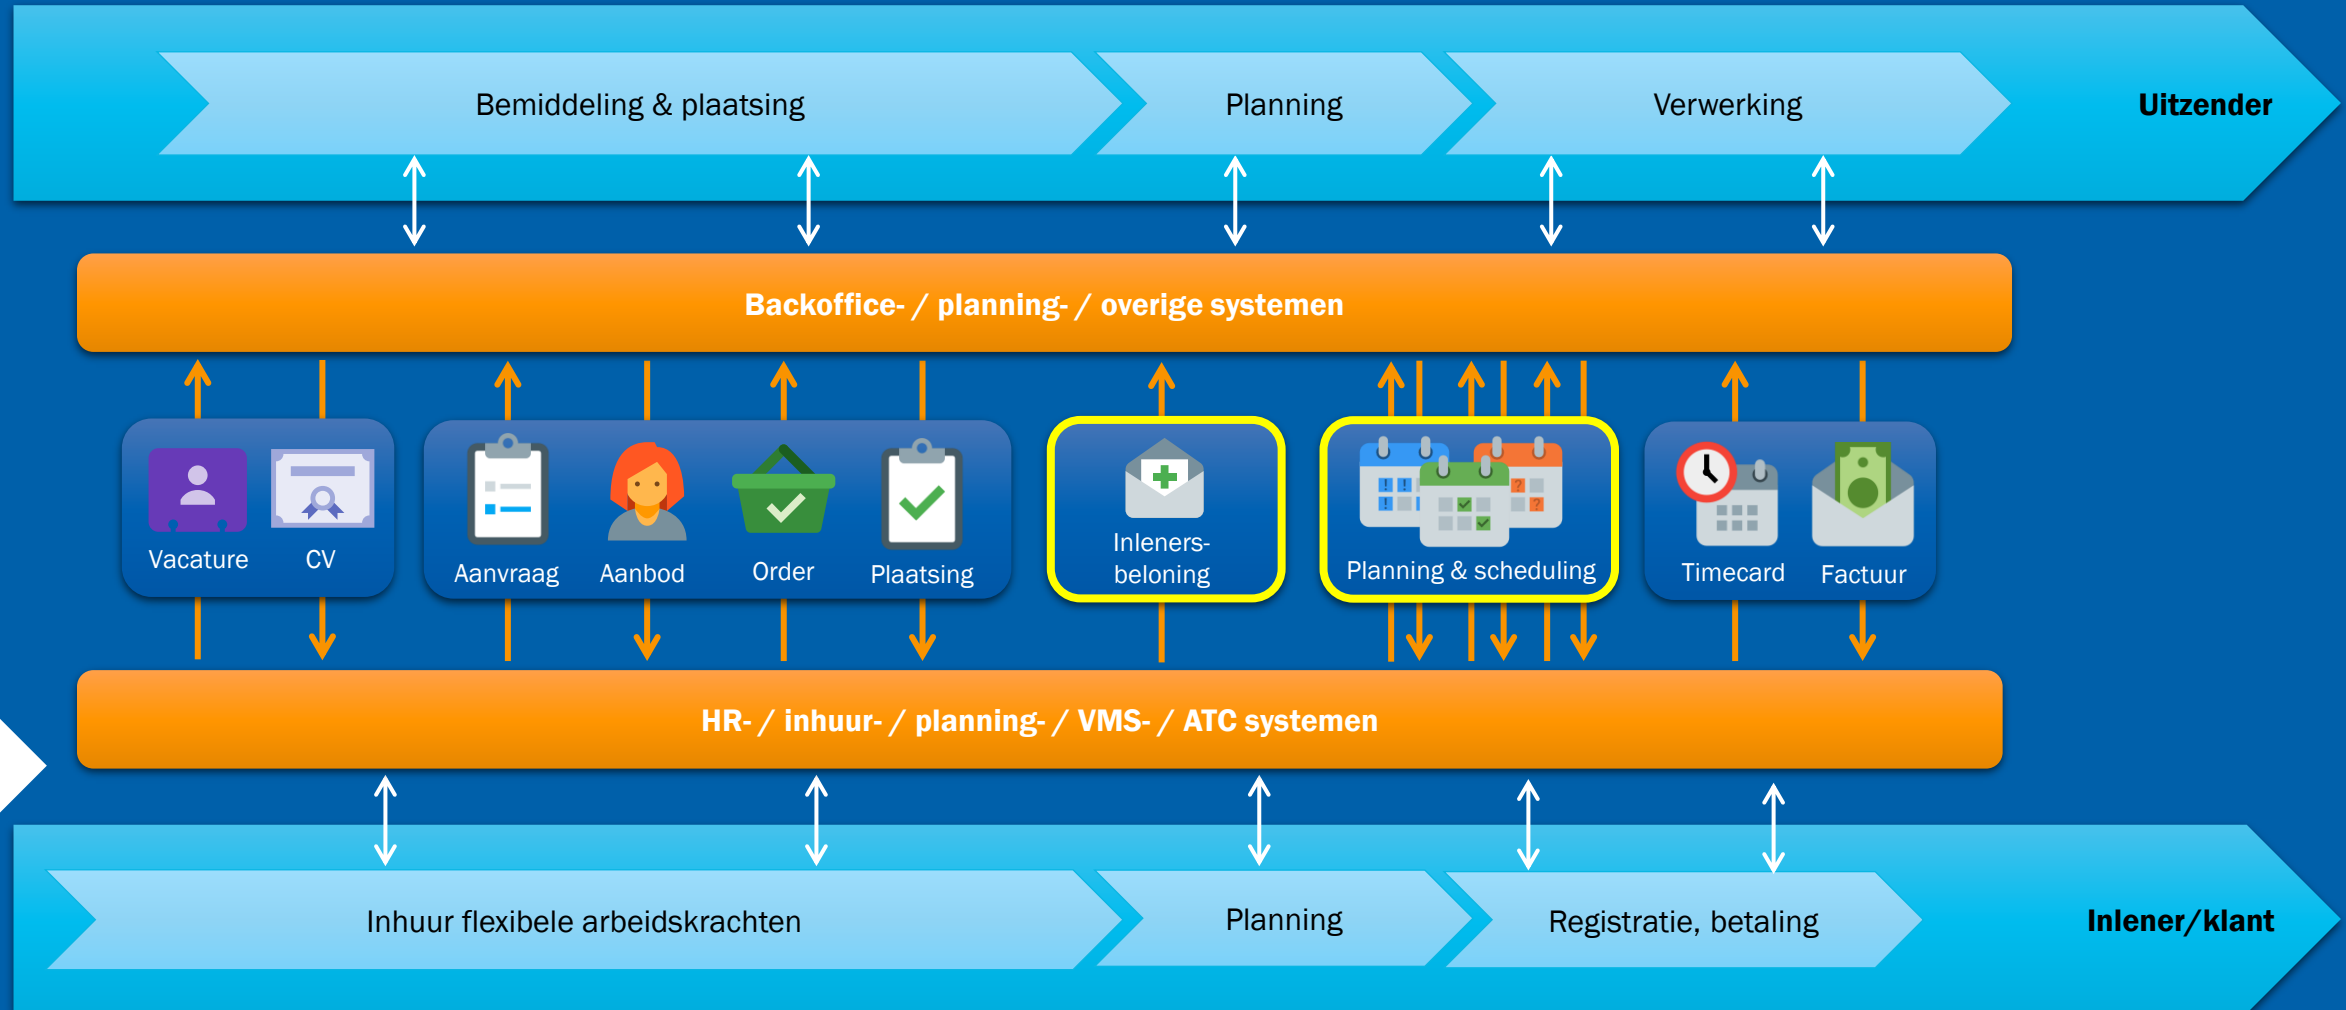 Bemiddeling & plaatsing
Planning
Verwerking
Uitzender
Backoffice- / planning- / overige systemen
Vacature
CV
Aanvraag
Aanbod
Order
Plaatsing
Inleners-
beloning
Planning & scheduling
Timecard
Factuur
HR- / inhuur- / planning- / VMS- / ATC systemen
Inhuur flexibele arbeidskrachten
Planning
Registratie, betaling
Inlener/klant